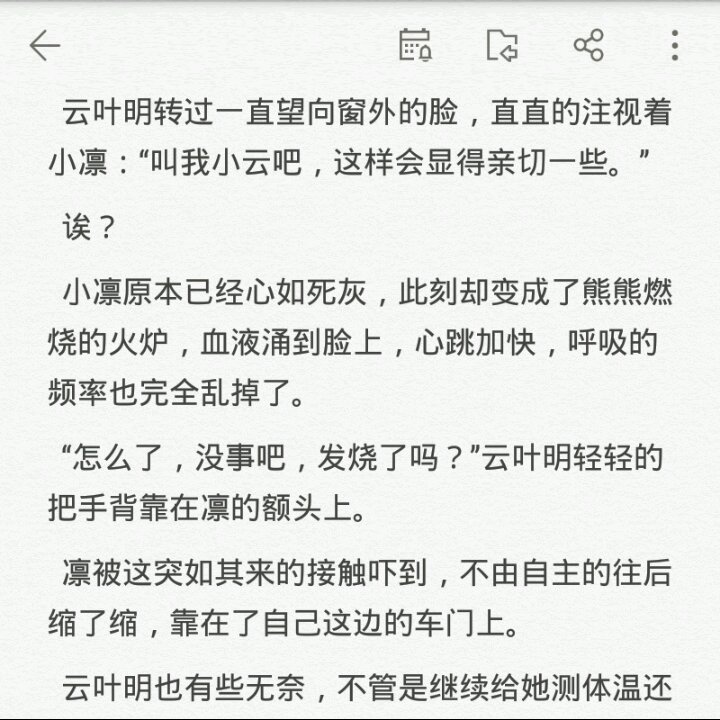 云叶明转过一直望向窗外的脸，直直的注视着
小凛：“叫我小云吧，这样会显得亲切一些。”
诶？
小凛原本已经心如死灰，此刻却变成了熊熊燃
烧的火炉，血液涌到脸上，心跳加快，呼吸的
频率也完全乱掉了。
“怎么了，没事吧，发烧了吗？”云叶明轻轻的
把手背靠在凛的额头上。
凛被这突如其来的接触吓到，不由自主的往后
缩了缩，靠在了自己这边的车门上。
云叶明也有些无奈，不管是继续给她测体温还